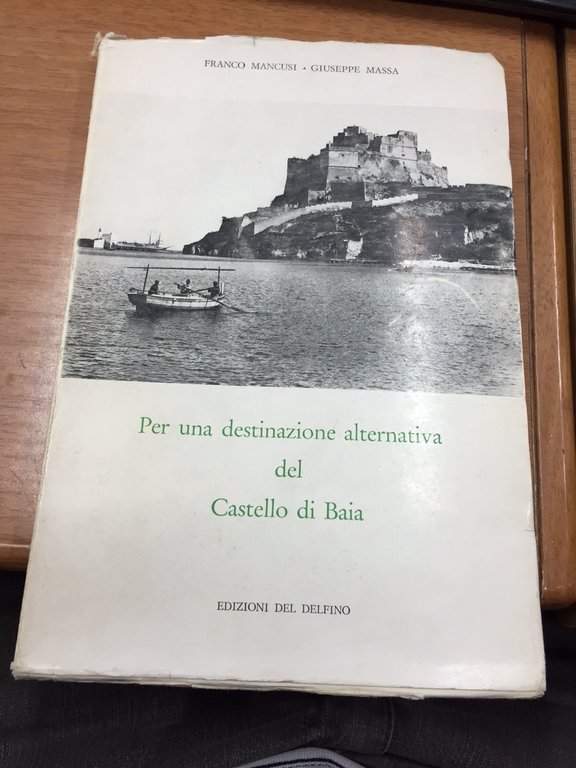 FRANCO MANCUSI • GIUSEPPE MASSA
Per una destinazione alternativa
del
Castello di Baia
EDIZIONI DEL DELFINO